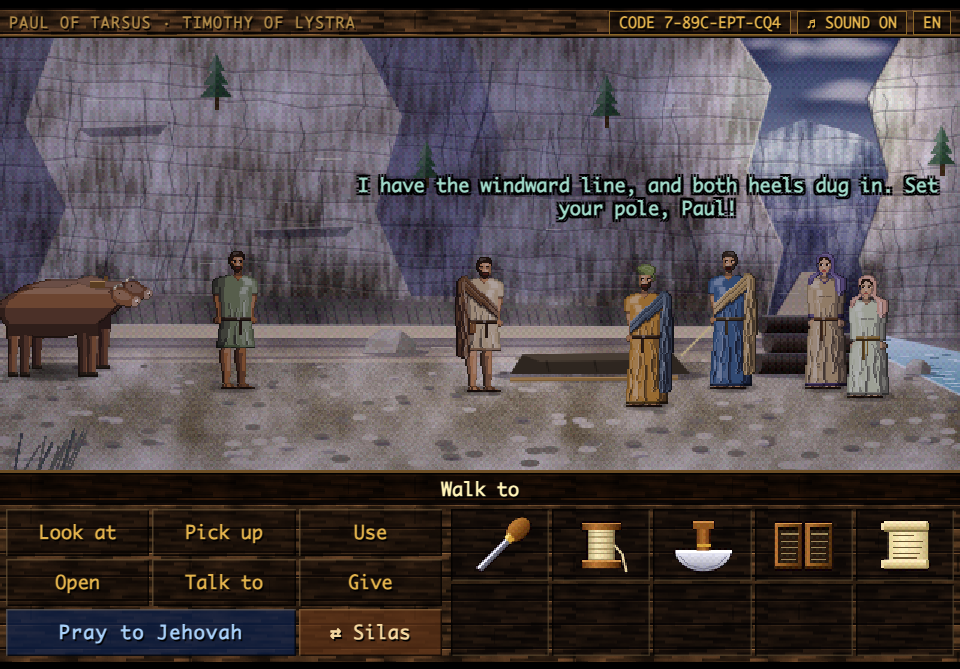 PAUL OF TARSUS · TIMOTHY OF LYSTRA
CODE 7-89C-EPT-CQ4
♬ SOUND ON
EN
I have the windward line, and both heels dug in. Set
your pole, Paul!
Walk to
Look at
Pick up
Use
Open
Talk to
Give
Pray to Jehovah
⇄ Silas